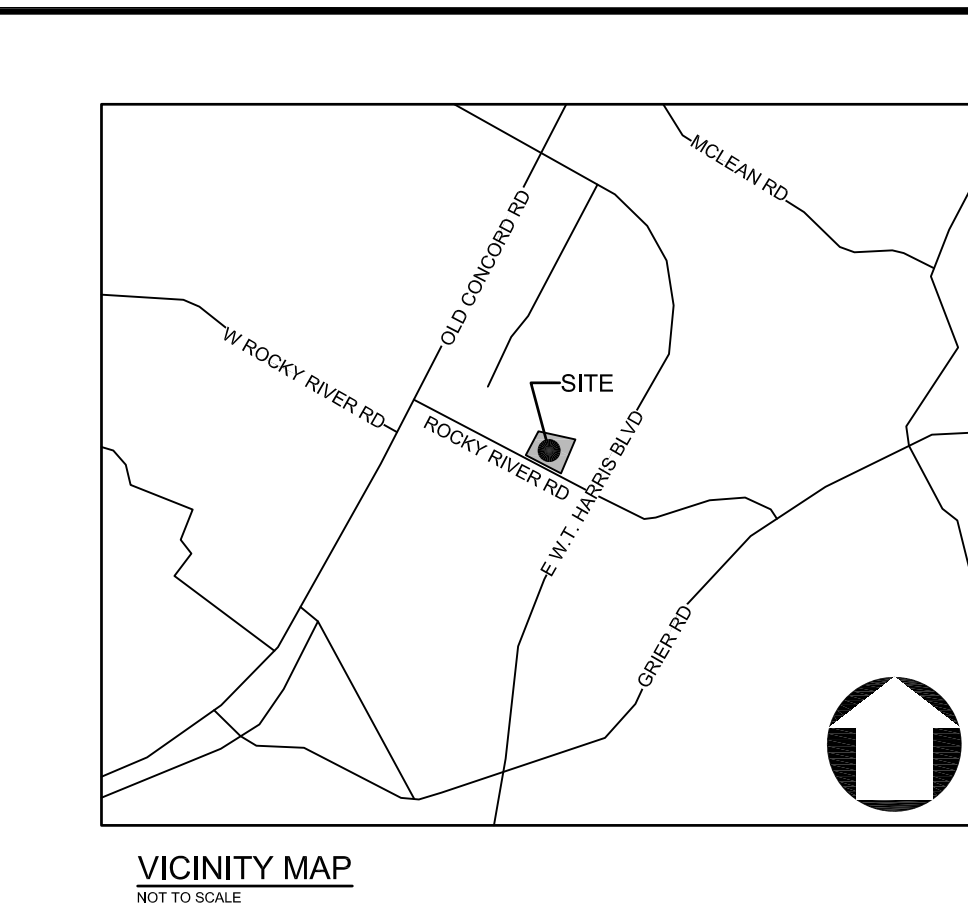 MCLEAN RD
OLD CONCORD RD
W ROCKY RIVER RD
SITE
ROCKY RIVER RD
E W.T. HARRIS BLVD
GRIER RD
VICINITY MAP
NOT TO SCALE